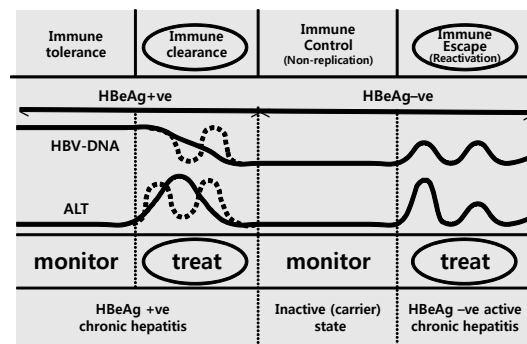 Immune
tolerance
Immune
clearance
Immune
Control
(Non-replication)
Immune
Escape
(Reactivation)
HBeAg+ve
HBeAg–ve
HBV-DNA
ALT
monitor
treat
monitor
treat
HBeAg +ve
chronic hepatitis
Inactive (carrier)
state
HBeAg –ve active
chronic hepatitis